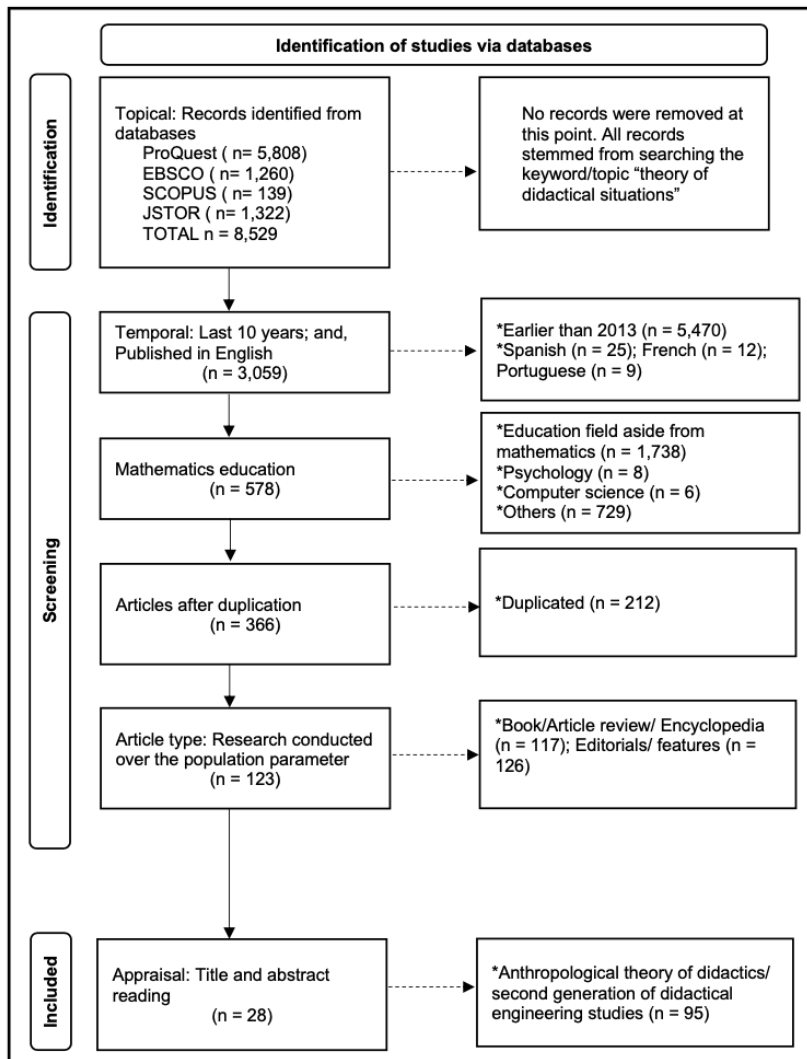 Identification of studies via databases
Identification
Topical: Records identified from
databases
ProQuest ( n= 5,808)
EBSCO ( n= 1,260)
SCOPUS ( n= 139)
JSTOR ( n= 1,322)
TOTAL n = 8,529
No records were removed at
this point. All records
stemmed from searching the
keyword/topic “theory of
didactical situations”
Screening
Temporal: Last 10 years; and,
Published in English
(n = 3,059)
*Earlier than 2013 (n = 5,470)
*Spanish (n = 25); French (n = 12);
Portuguese (n = 9)
Mathematics education
(n = 578)
*Education field aside from
mathematics (n = 1,738)
*Psychology (n = 8)
*Computer science (n = 6)
*Others (n = 729)
Articles after duplication
(n = 366)
*Duplicated (n = 212)
Article type: Research conducted
over the population parameter
(n = 123)
*Book/Article review/ Encyclopedia
(n = 117); Editorials/ features (n =
126)
Included
Appraisal: Title and abstract
reading
(n = 28)
*Anthropological theory of didactics/
second generation of didactical
engineering studies (n = 95)